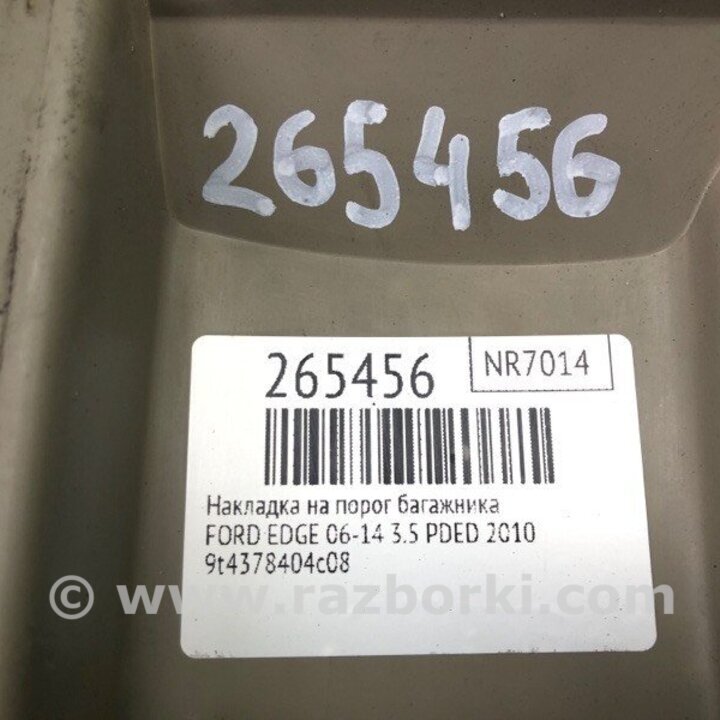 265456
265456
NR7014
Накладка на порог багажника
FORD EDGE 06-14 3.5 PDED 2010
9t4378404c08
© www.razborki.com